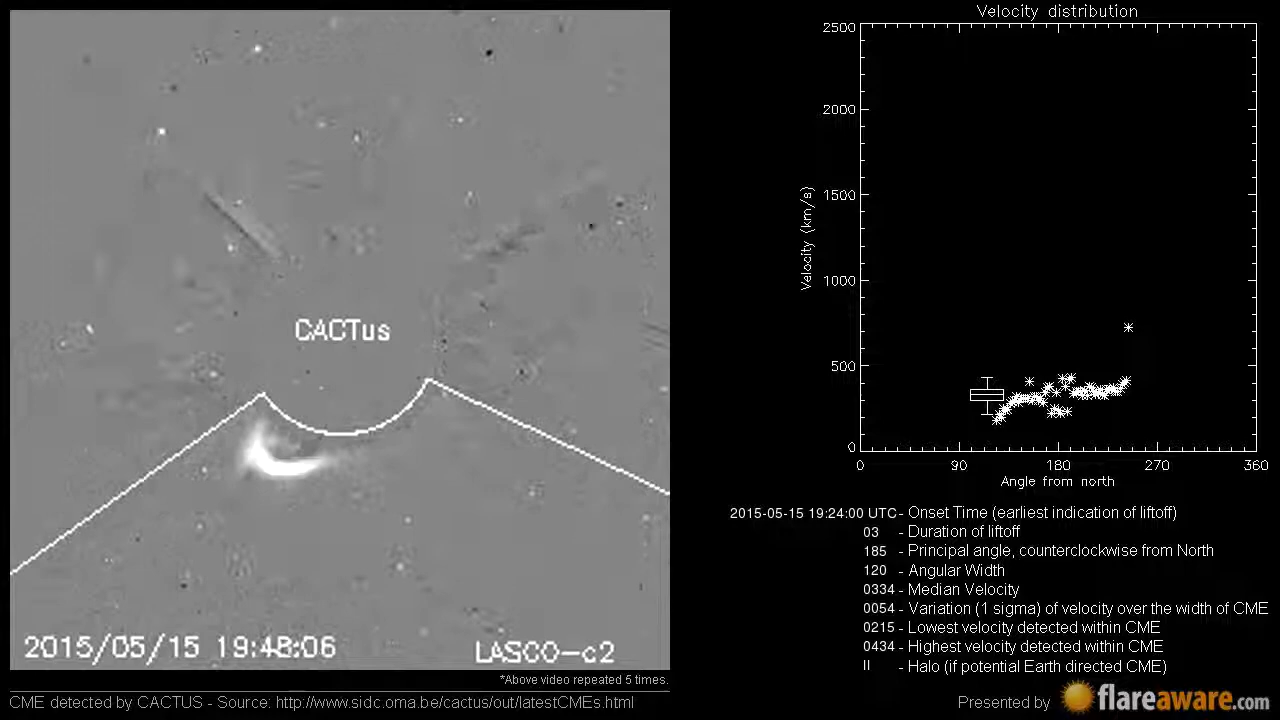 Velocity distribution
2500
2000
1500
1000
500
0
Velocity (km/s)
0 90 180 270 360
Angle from north
CACTus
2015/05/15 19:48:06
LASCO-c2
*Above video repeated 5 times.
CME detected by CACTUS - Source: http://www.sidc.oma.be/cactus/out/latestCMEs.html
2015-05-15 19:24:00 UTC - Onset Time (earliest indication of liftoff)
03 - Duration of liftoff
185 - Principal angle, counterclockwise from North
120 - Angular Width
0334 - Median Velocity
0054 - Variation (1 sigma) of velocity over the width of CME
0215 - Lowest velocity detected within CME
0434 - Highest velocity detected within CME
II - Halo (if potential Earth directed CME)
Presented by flareaware.com